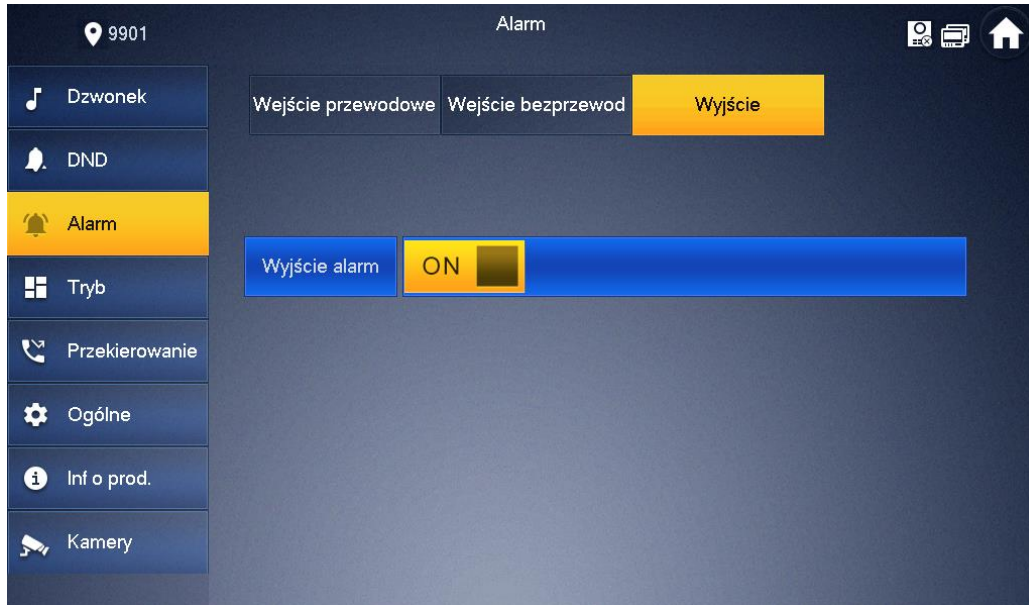 9901
Alarm
Dzwonek
DND
Alarm
Tryb
Przekierowanie
Ogólne
Inf o prod.
Kamery
Wejście przewodowe
Wejście bezprzewod
Wyjście
Wyjście alarm
ON